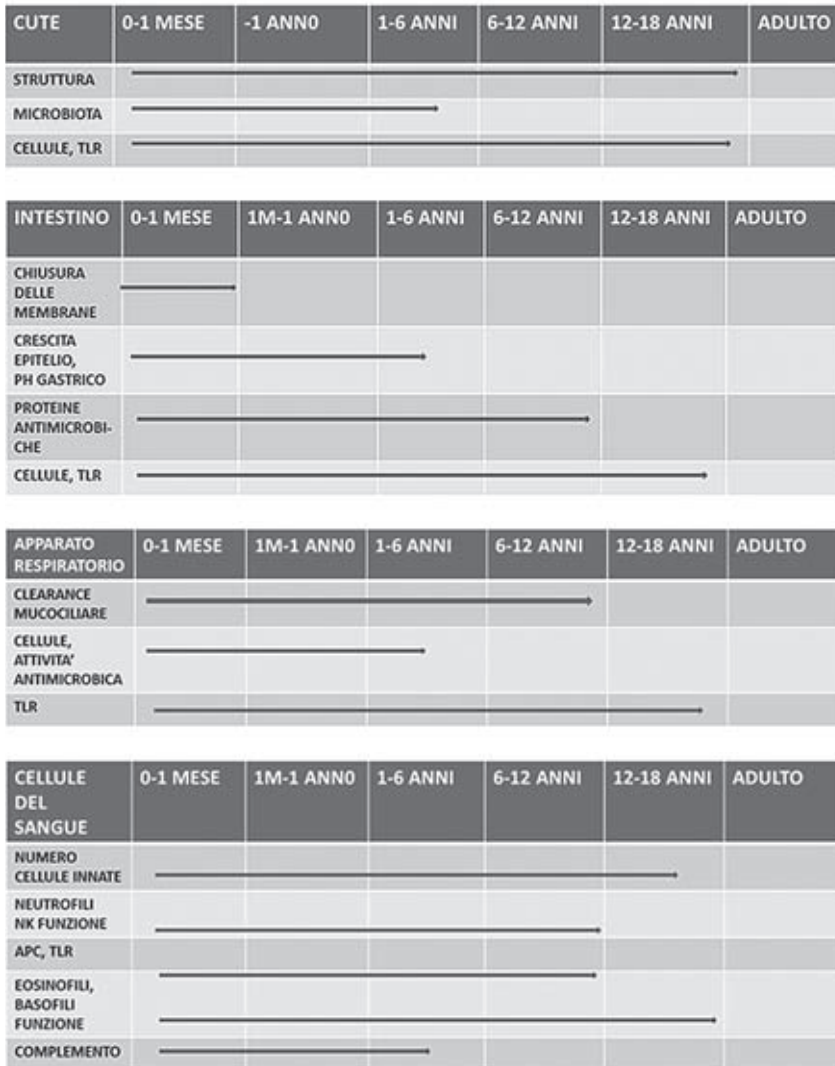 CUTE 0-1 MESE -1 ANN0 1-6 ANNI 6-12 ANNI 12-18 ANNI ADULTO
STRUTTURA
MICROBIOTA
CELLULE, TLR
INTESTINO 0-1 MESE 1M-1 ANN0 1-6 ANNI 6-12 ANNI 12-18 ANNI ADULTO
CHIUSURA
DELLE
MEMBRANE
CRESCITA
EPITELIO,
PH GASTRICO
PROTEINE
ANTIMICROBI-
CHE
CELLULE, TLR
APPARATO
RESPIRATORIO 0-1 MESE 1M-1 ANN0 1-6 ANNI 6-12 ANNI 12-18 ANNI ADULTO
CLEARANCE
MUCOCILIARE
CELLULE,
ATTIVITA'
ANTIMICROBICA
TLR
CELLULE
DEL
SANGUE 0-1 MESE 1M-1 ANN0 1-6 ANNI 6-12 ANNI 12-18 ANNI ADULTO
NUMERO
CELLULE INNATE
NEUTROFILI
NK FUNZIONE
APC, TLR
EOSINOFILI,
BASOFILI
FUNZIONE
COMPLEMENTO